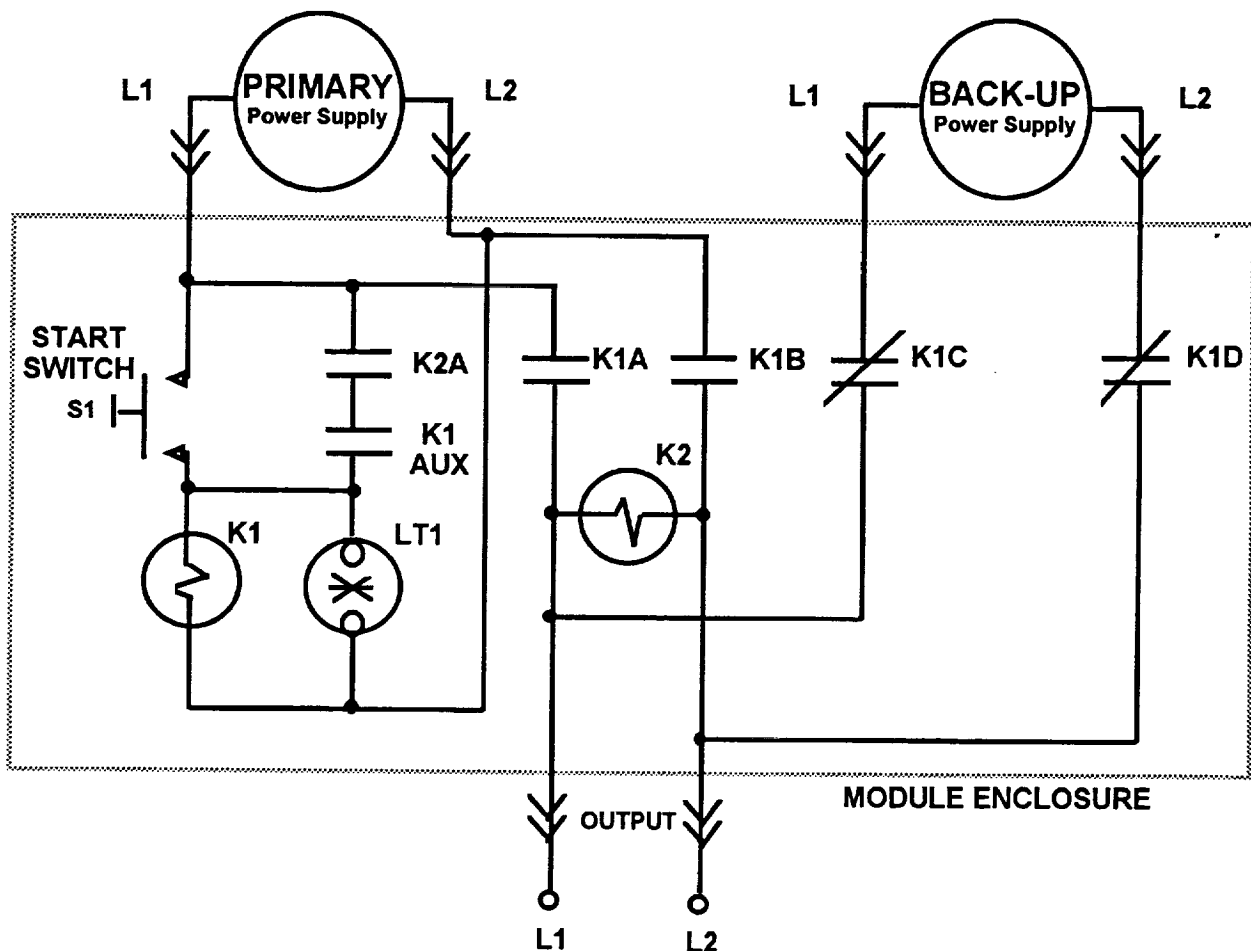 L1
PRIMARY
Power Supply
L2
L1
BACK-UP
Power Supply
L2
START
SWITCH
S1
K2A
K1
AUX
K1A
K1B
K1C
K1D
K2
K1
LT1
MODULE ENCLOSURE
OUTPUT
L1
L2